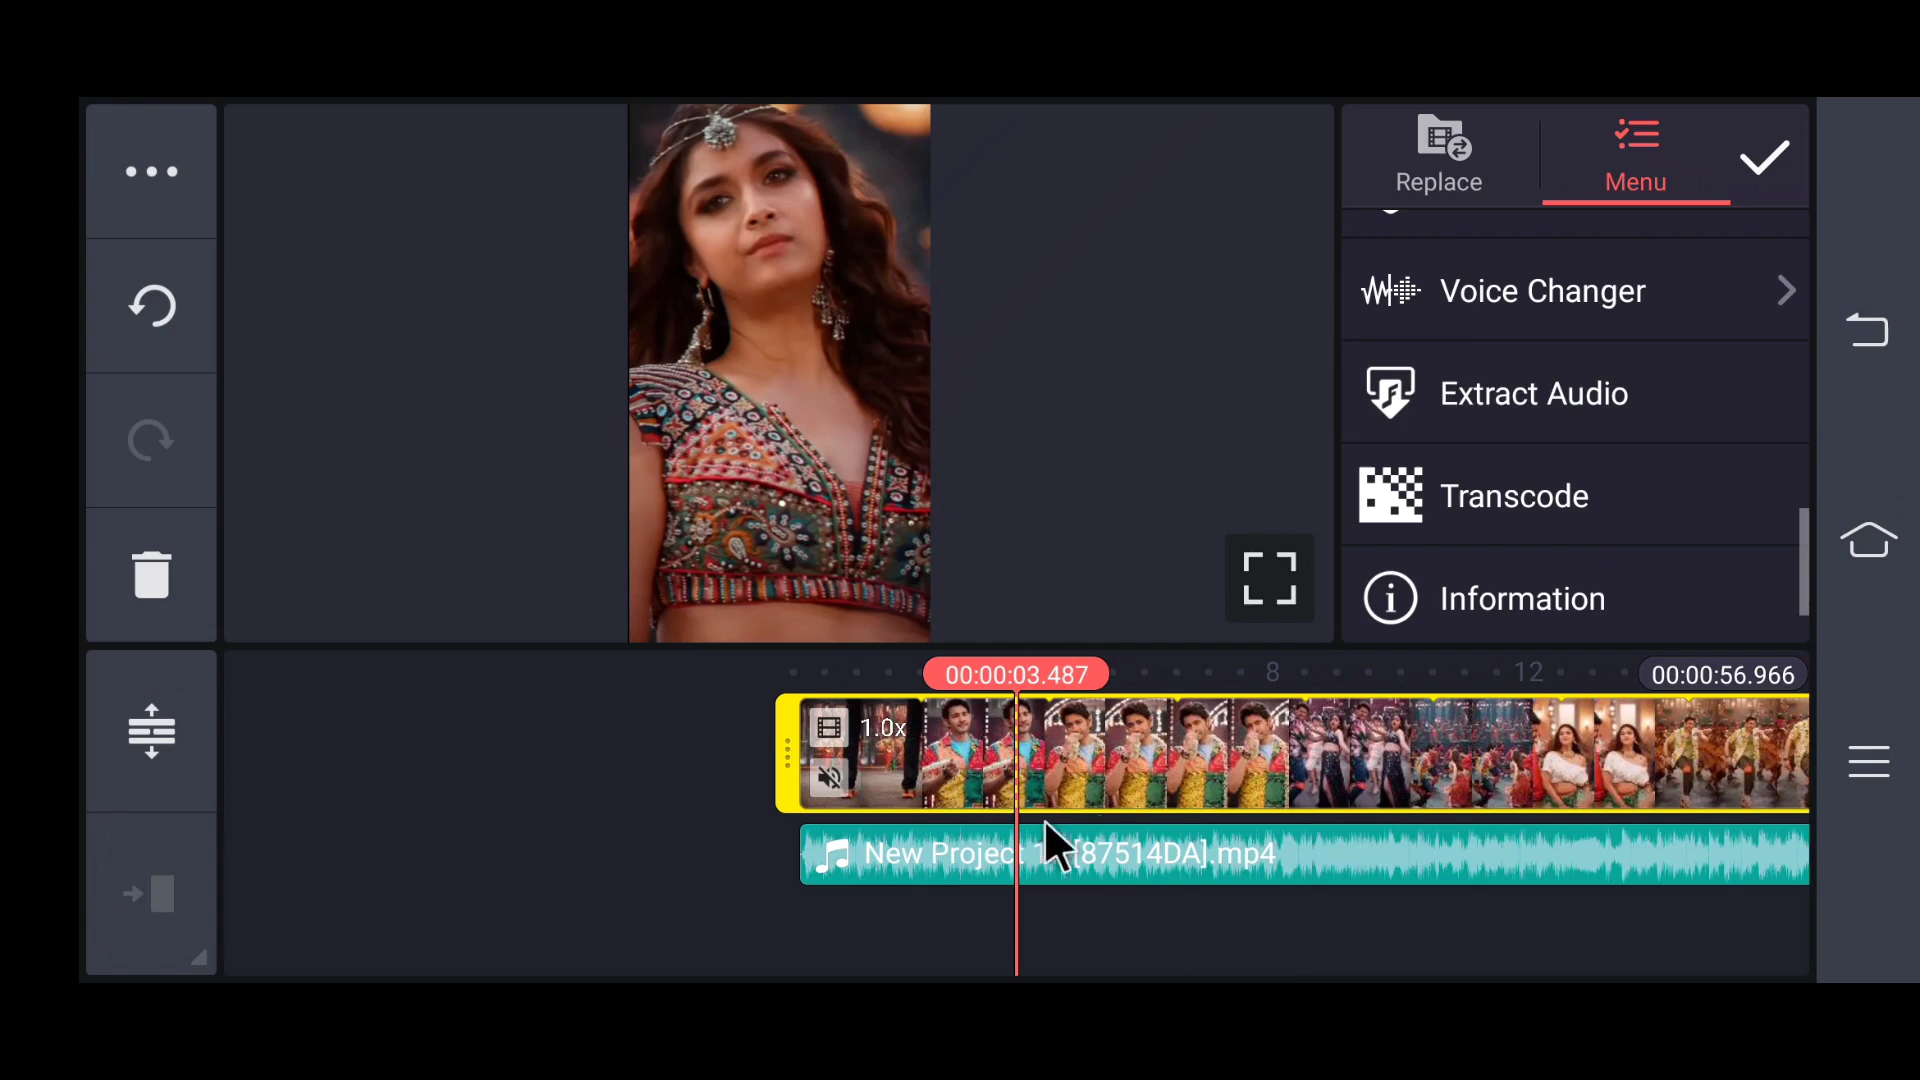 Replace
Menu
Voice Changer
Extract Audio
Transcode
Information
00:00:03.487
8
12
00:00:56.966
1.0x
New Project [87514DA].mp4